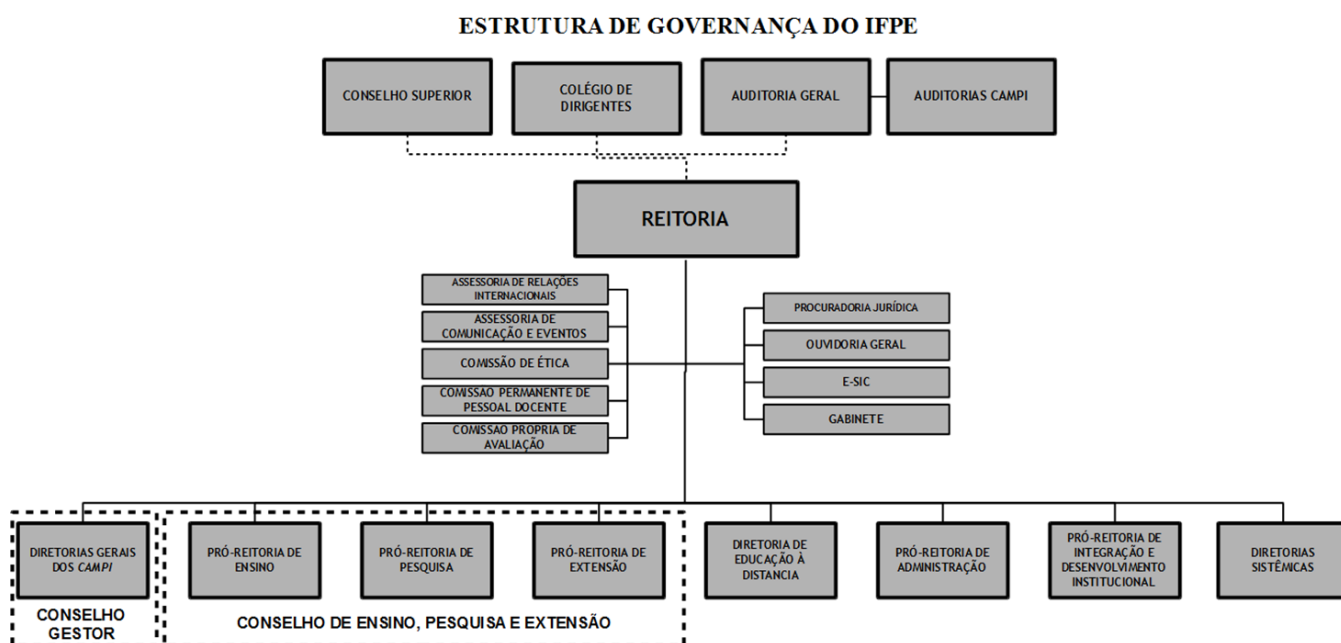 ESTRUTURA DE GOVERNANÇA DO IFPE
CONSELHO SUPERIOR
COLÉGIO DE
DIRIGENTES
AUDITORIA GERAL
AUDITORIAS CAMPI
REITORIA
ASSESSORIA DE RELAÇÕES
INTERNACIONAIS
ASSESSORIA DE
COMUNICAÇÃO E EVENTOS
COMISSÃO DE ÉTICA
COMISSAO PERMANENTE DE
PESSOAL DOCENTE
COMISSAO PROPRIA DE
AVALIAÇÃO
PROCURADORIA JURÍDICA
OUVIDORIA GERAL
E-SIC
GABINETE
DIRETORIAS GERAIS
DOS CAMPI
PRÓ-REITORIA DE
ENSINO
PRÓ-REITORIA DE
PESQUISA
PRÓ-REITORIA DE
EXTENSÃO
DIRETORIA DE
EDUCAÇÃO À
DISTANCIA
PRÓ-REITORIA DE
ADMINISTRAÇÃO
PRÓ-REITORIA DE
INTEGRAÇÃO E
DESENVOLVIMENTO
INSTITUCIONAL
DIRETORIAS
SISTÊMICAS
CONSELHO
GESTOR
CONSELHO DE ENSINO, PESQUISA E EXTENSÃO